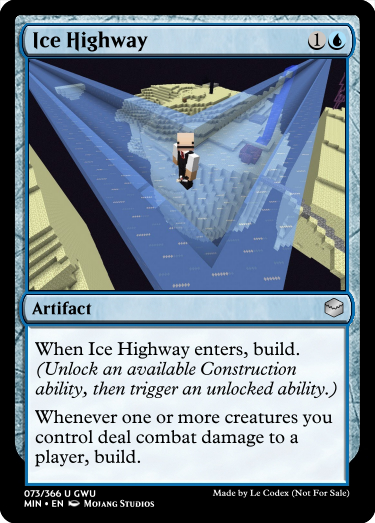 Ice Highway 1
Artifact
When Ice Highway enters, build.
(Unlock an available Construction
ability, then trigger an unlocked ability.)
Whenever one or more creatures you
control deal combat damage to a
player, build.
073/366 U GWU
Made by Le Codex (Not For Sale)
MIN • EN Mojang Studios